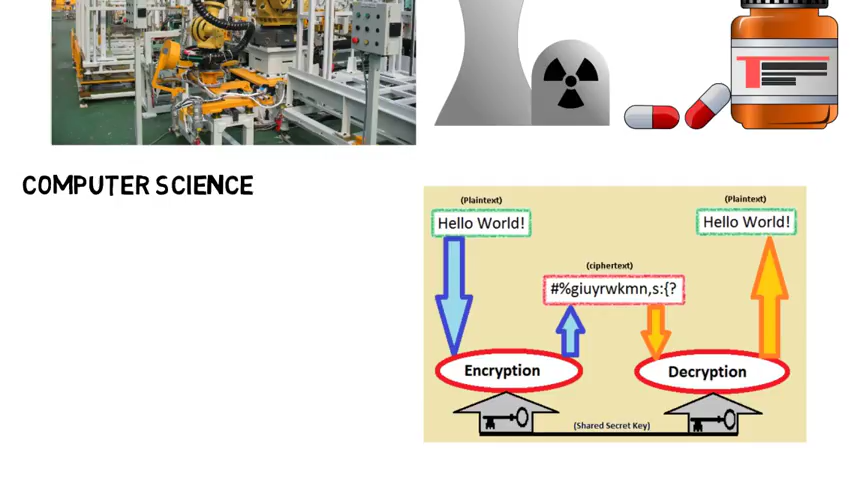 COMPUTER SCIENCE
(Plaintext)
Hello World!
(Plaintext)
Hello World!
(ciphertext)
#%giuyrwkmn,s:{?
Encryption
Decryption
(Shared Secret Key)